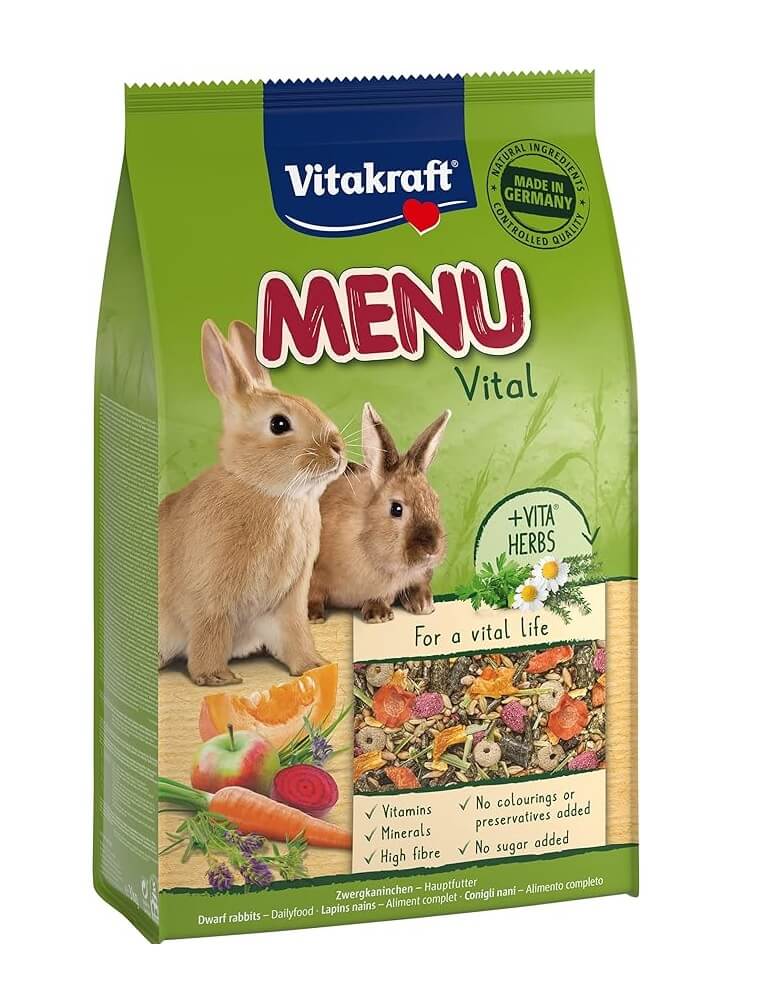 Vitakraft®
NATURAL INGREDIENTS
MADE IN
GERMANY
CONTROLLED QUALITY
MENU
Vital
+VITA®
HERBS
For a vital life
✓ Vitamins
✓ Minerals
✓ High fibre
✓ No colourings or
preservatives added
✓ No sugar added
Zwergkaninchen – Hauptfutter
Dwarf rabbits – Dailyfood · Lapins nains – Aliment complet · Conigli nani – Alimento completo